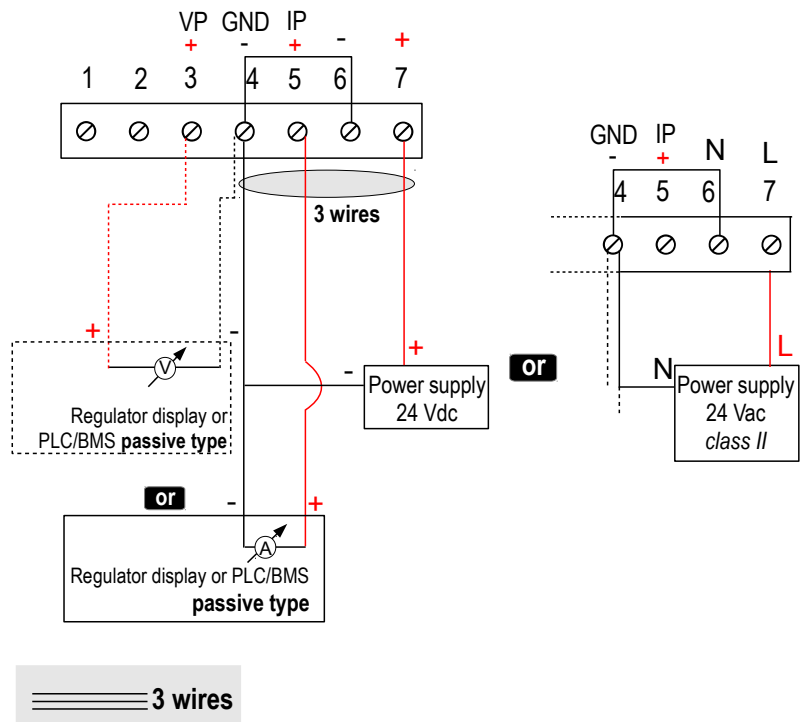 VP GND IP
+ - + - +
1 2 3 4 5 6 7
3 wires
+
-
V
Regulator display or
PLC/BMS passive type
- +
Power supply
24 Vdc
or
- +
A
Regulator display or PLC/BMS
passive type
or
GND IP N L
- +
4 5 6 7
N L
Power supply
24 Vac
class II
3 wires